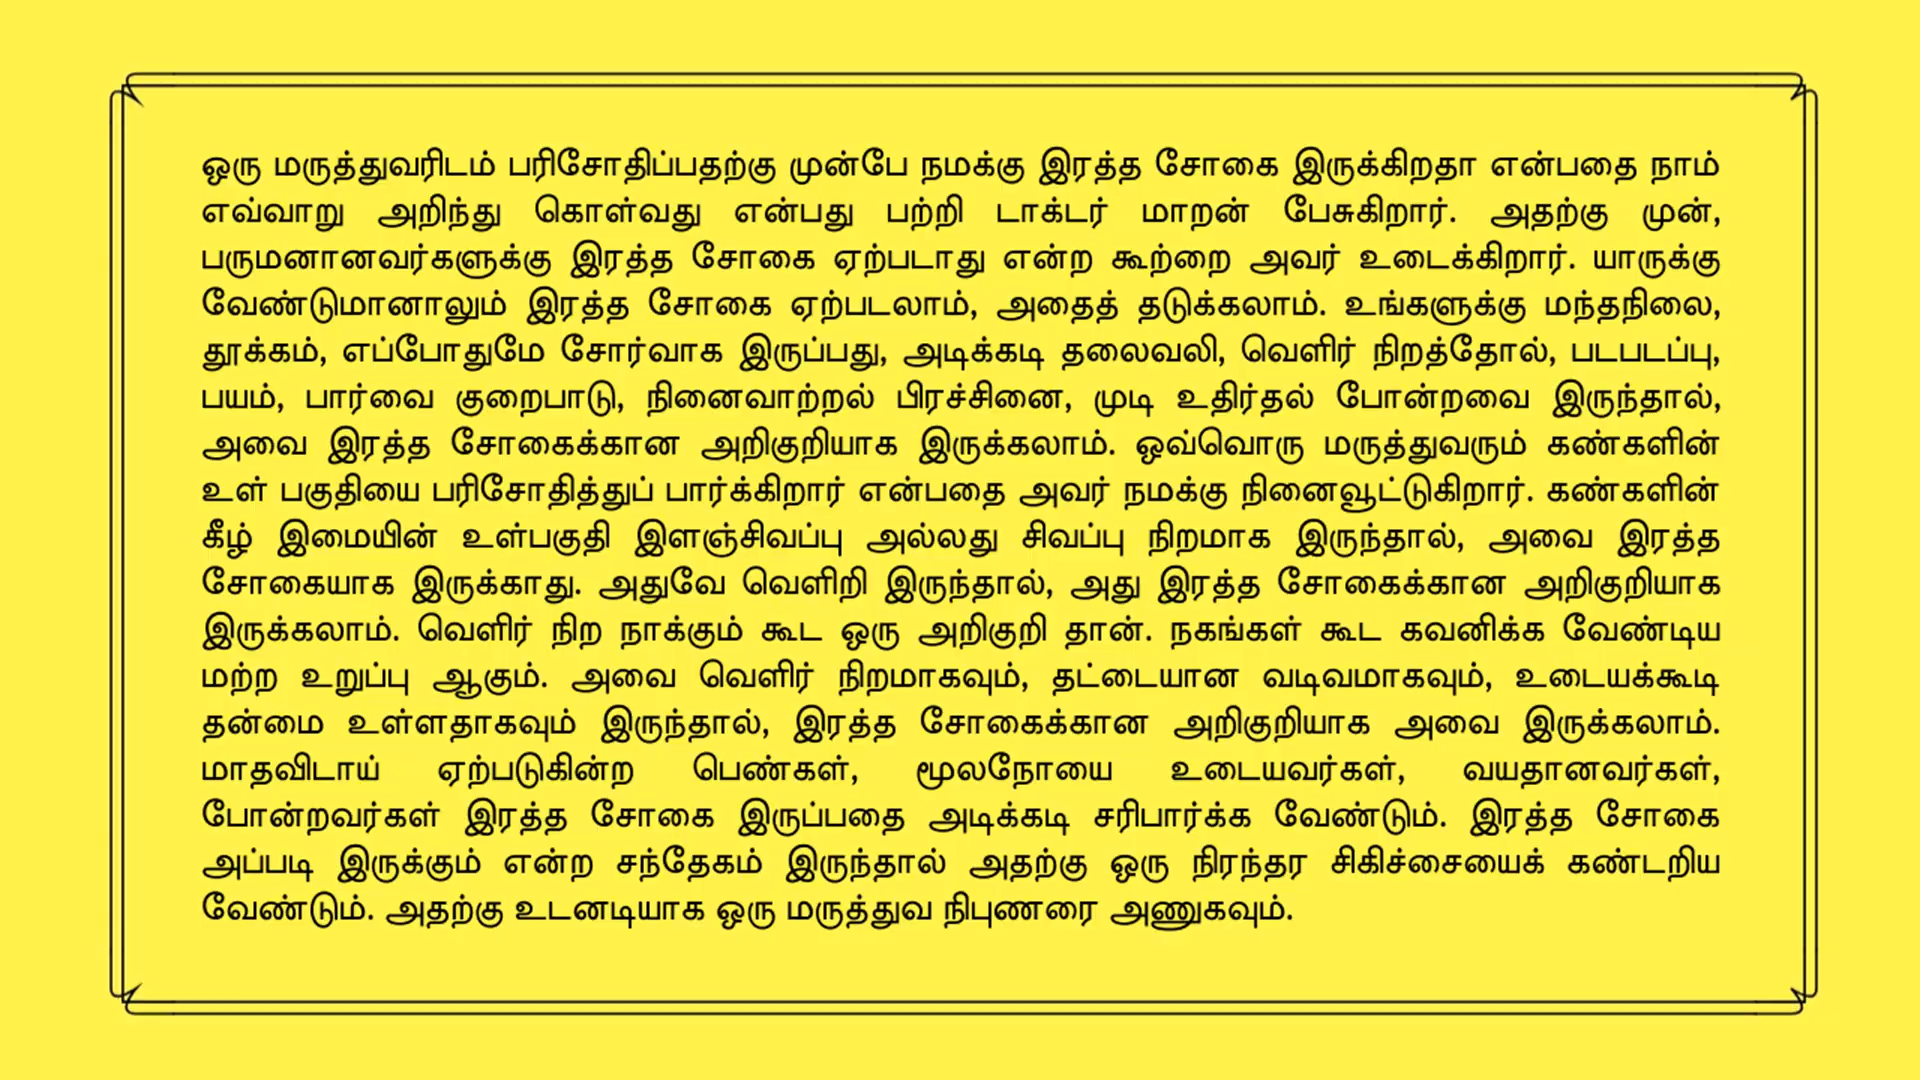 ஒரு மருத்துவரிடம் பரிசோதிப்பதற்கு முன்பே நமக்கு இரத்த சோகை இருக்கிறதா என்பதை நாம்
எவ்வாறு அறிந்து கொள்வது என்பது பற்றி டாக்டர் மாறன் பேசுகிறார். அதற்கு முன்,
பருமனானவர்களுக்கு இரத்த சோகை ஏற்படாது என்ற கூற்றை அவர் உடைக்கிறார். யாருக்கு
வேண்டுமானாலும் இரத்த சோகை ஏற்படலாம், அதைத் தடுக்கலாம். உங்களுக்கு மந்தநிலை,
தூக்கம், எப்போதுமே சோர்வாக இருப்பது, அடிக்கடி தலைவலி, வெளிர் நிறத்தோல், படபடப்பு,
பயம், பார்வை குறைபாடு, நினைவாற்றல் பிரச்சினை, முடி உதிர்தல் போன்றவை இருந்தால்,
அவை இரத்த சோகைக்கான அறிகுறியாக இருக்கலாம். ஒவ்வொரு மருத்துவரும் கண்களின்
உள் பகுதியை பரிசோதித்துப் பார்க்கிறார் என்பதை அவர் நமக்கு நினைவூட்டுகிறார். கண்களின்
கீழ் இமையின் உள்பகுதி இளஞ்சிவப்பு அல்லது சிவப்பு நிறமாக இருந்தால், அவை இரத்த
சோகையாக இருக்காது. அதுவே வெளிறி இருந்தால், அது இரத்த சோகைக்கான அறிகுறியாக
இருக்கலாம். வெளிர் நிற நாக்கும் கூட ஒரு அறிகுறி தான். நகங்கள் கூட கவனிக்க வேண்டிய
மற்ற உறுப்பு ஆகும். அவை வெளிர் நிறமாகவும், தட்டையான வடிவமாகவும், உடையக்கூடி
தன்மை உள்ளதாகவும் இருந்தால், இரத்த சோகைக்கான அறிகுறியாக அவை இருக்கலாம்.
மாதவிடாய் ஏற்படுகின்ற பெண்கள், மூலநோயை உடையவர்கள், வயதானவர்கள்,
போன்றவர்கள் இரத்த சோகை இருப்பதை அடிக்கடி சரிபார்க்க வேண்டும். இரத்த சோகை
அப்படி இருக்கும் என்ற சந்தேகம் இருந்தால் அதற்கு ஒரு நிரந்தர சிகிச்சையைக் கண்டறிய
வேண்டும். அதற்கு உடனடியாக ஒரு மருத்துவ நிபுணரை அணுகவும்.